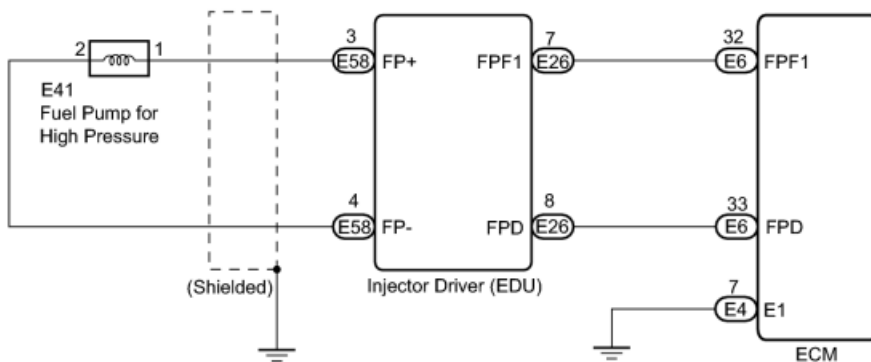 2
1
E41
Fuel Pump for
High Pressure
(Shielded)
3
E58
FP+
4
E58
FP-
Injector Driver (EDU)
FPF1
7
E26
FPD
8
E26
32
E6
FPF1
33
E6
FPD
7
E4
E1
ECM